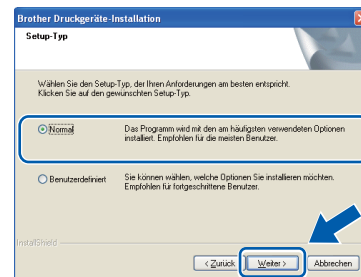 Brother Druckgeräte-Installation
Setup-Typ
Wählen Sie den Setup-Typ, der Ihren Anforderungen am besten entspricht.
Klicken Sie auf den gewünschten Setup-Typ.
Normal
Das Programm wird mit den am häufigsten verwendeten Optionen
installiert. Empfohlen für die meisten Benutzer.
Benutzerdefiniert
Sie können wählen, welche Optionen Sie installieren möchten.
Empfohlen für fortgeschrittene Benutzer.
InstallShield
< Zurück
Weiter >
Abbrechen